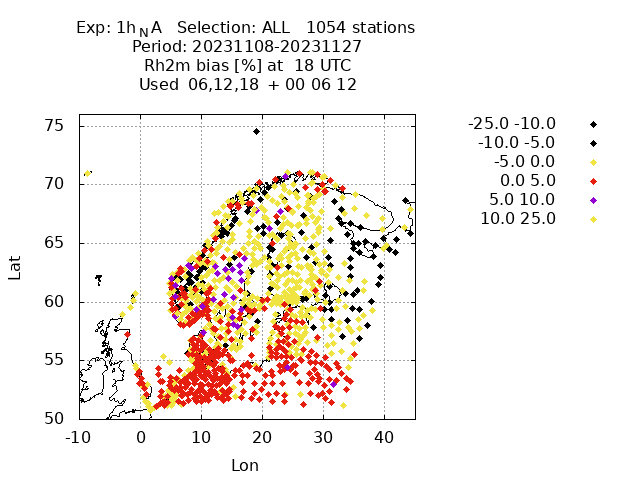 Exp: 1h N A   Selection: ALL   1054 stations
Period: 20231108-20231127
Rh2m bias [%] at  18 UTC
Used  06,12,18  + 00 06 12
-25.0 -10.0
-10.0 -5.0
-5.0 0.0
0.0 5.0
5.0 10.0
10.0 25.0
75
70
65
60
55
50
Lat
-10 0 10 20 30 40
Lon